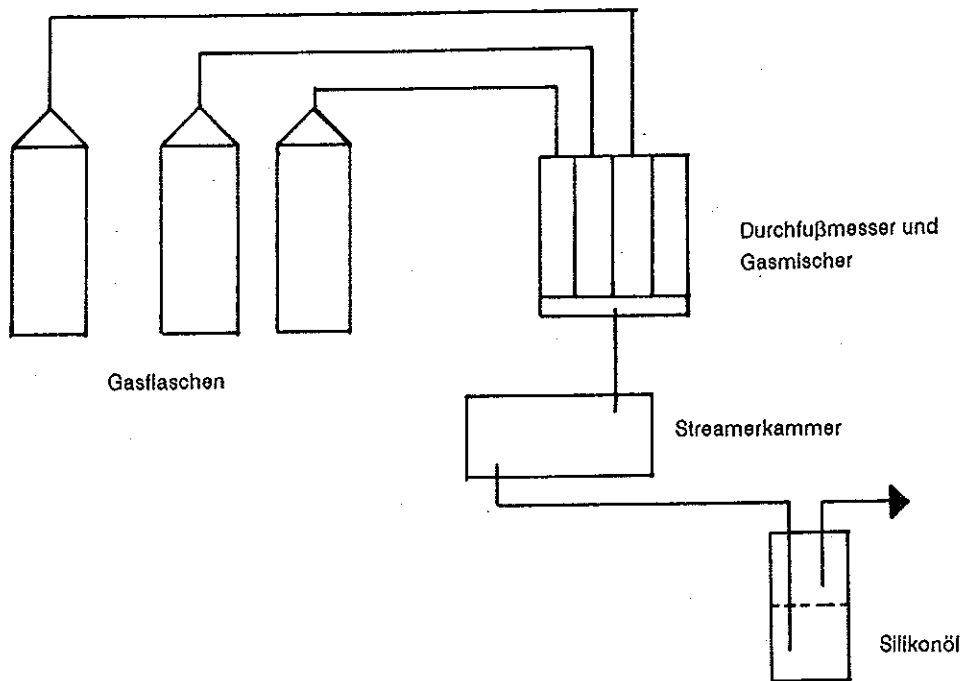 Durchfußmesser und
Gasmischer
Gasflaschen
Streamerkammer
Silikonöl